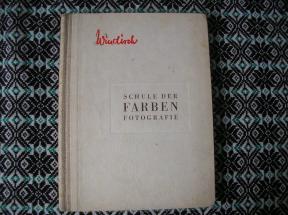 Windisch
SCHULE DER
FARBEN
FOTOGRAFIE